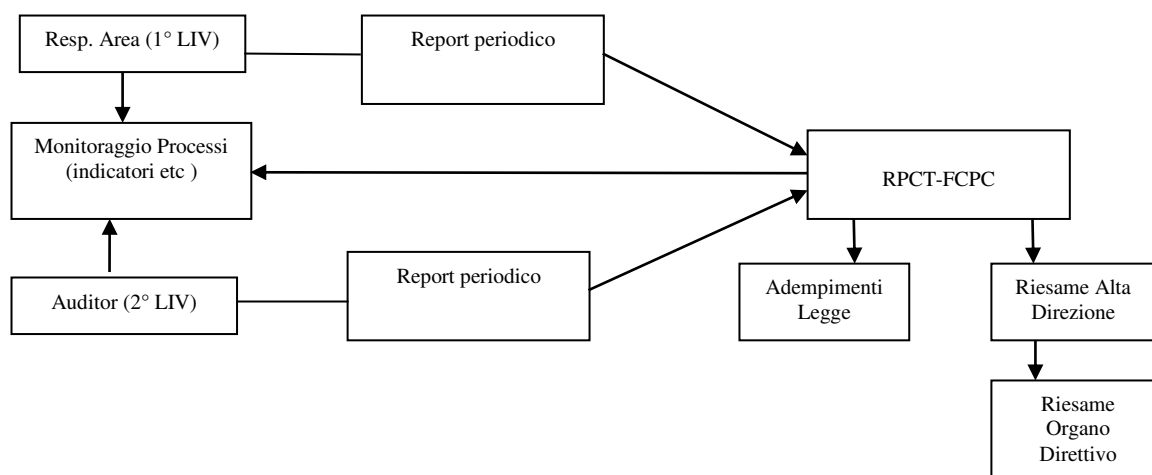 Resp. Area (1° LIV)
Report periodico
Monitoraggio Processi
(indicatori etc )
RPCT-FCPC
Auditor (2° LIV)
Report periodico
Adempimenti
Legge
Riesame Alta
Direzione
Riesame
Organo
Direttivo